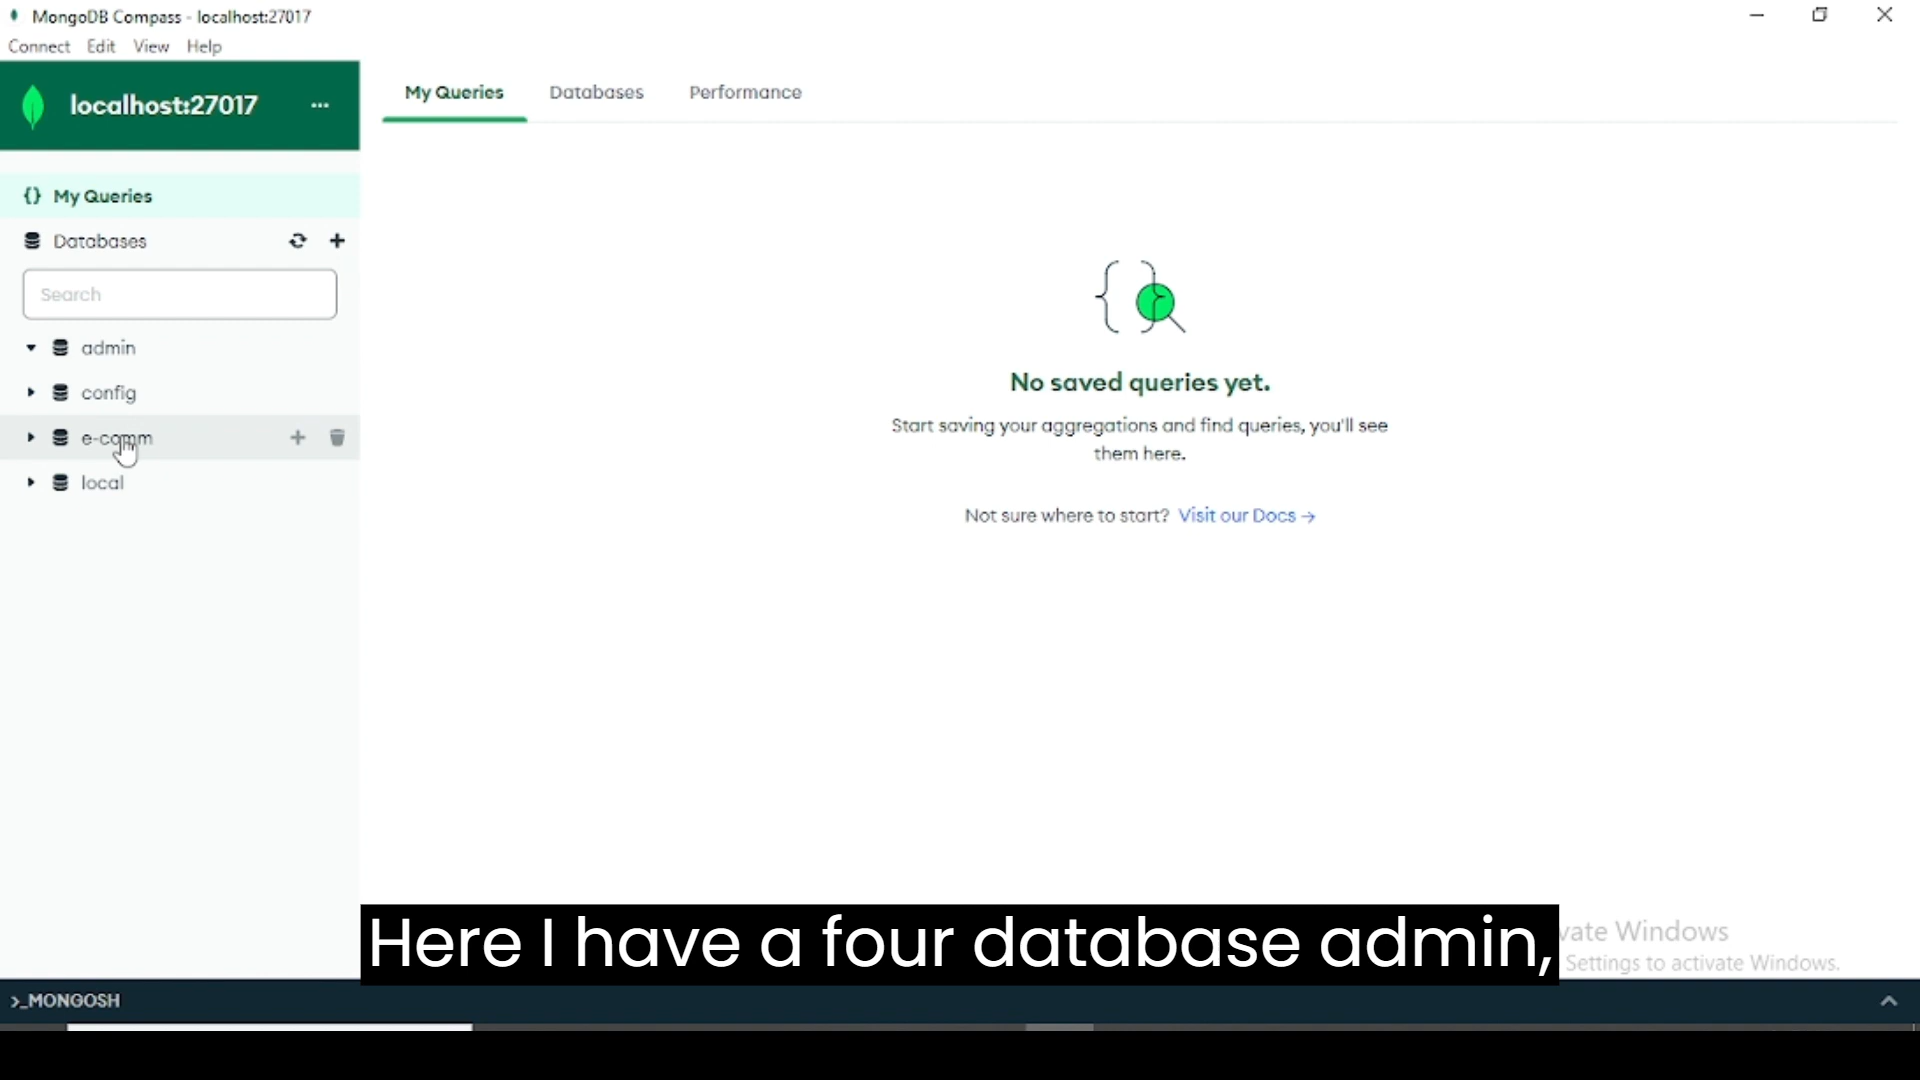 MongoDB Compass - localhost:27017
Connect Edit View Help
localhost:27017 ...
My Queries Databases Performance
{} My Queries
Databases
Search
admin
config
e-comm
local
No saved queries yet.
Start saving your aggregations and find queries, you'll see
them here.
Not sure where to start? Visit our Docs →
Here I have a four database admin,
vate Windows
Settings to activate Windows.
>_MONGOSH